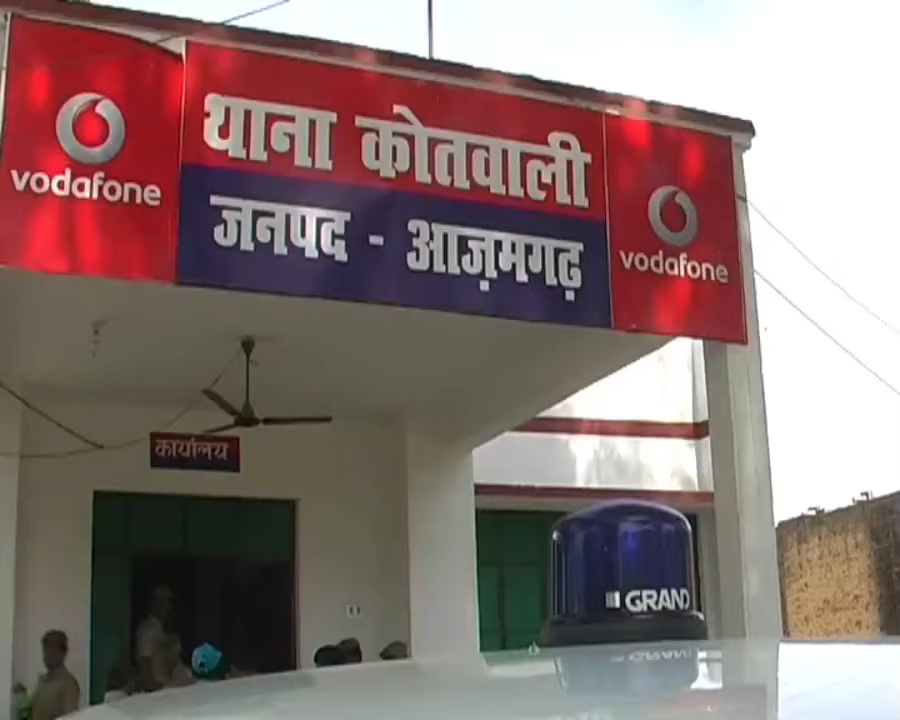 vodafone
थाना कोतवाली
जनपद - आज़मगढ़
vodafone
कार्यालय
GRAND